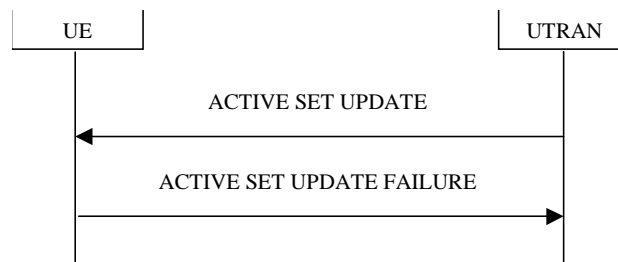 UE
UTRAN
ACTIVE SET UPDATE
ACTIVE SET UPDATE FAILURE